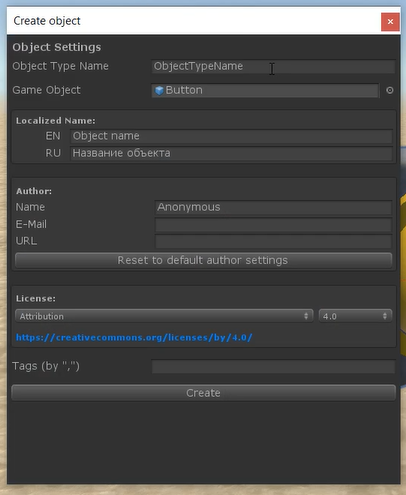 Create object
Object Settings
Object Type Name ObjectTypeName
Game Object Button
Localized Name:
EN Object name
RU Название объекта
Author:
Name Anonymous
E-Mail
URL
Reset to default author settings
License:
Attribution 4.0
https://creativecommons.org/licenses/by/4.0/
Tags (by ",")
Create